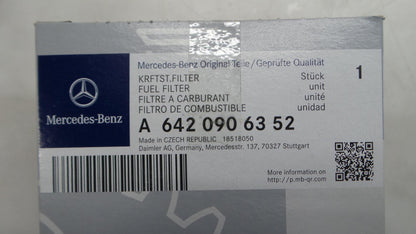 Mercedes-Benz Original Teile/Geprüfte Qualität
KRFTST.FILTER Stück 1
FUEL FILTER unit
FILTRE A CARBURANT unité
FILTRO DE COMBUSTIBLE unidad
Mercedes-Benz
A 642 090 63 52
Made in CZECH REPUBLIC 18518050
Daimler AG, Germany, Mercedesstr. 137, 70327 Stuttgart
More information on
http://p.mb-qr.com